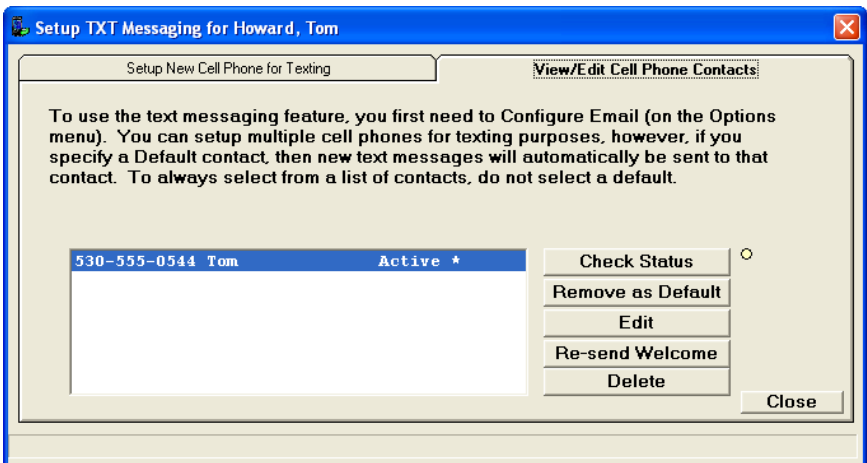 Setup TXT Messaging for Howard, Tom
Setup New Cell Phone for Texting
View/Edit Cell Phone Contacts
To use the text messaging feature, you first need to Configure Email (on the Options
menu). You can setup multiple cell phones for texting purposes, however, if you
specify a Default contact, then new text messages will automatically be sent to that
contact. To always select from a list of contacts, do not select a default.
530-555-0544 Tom Active *
Check Status
Remove as Default
Edit
Re-send Welcome
Delete
Close